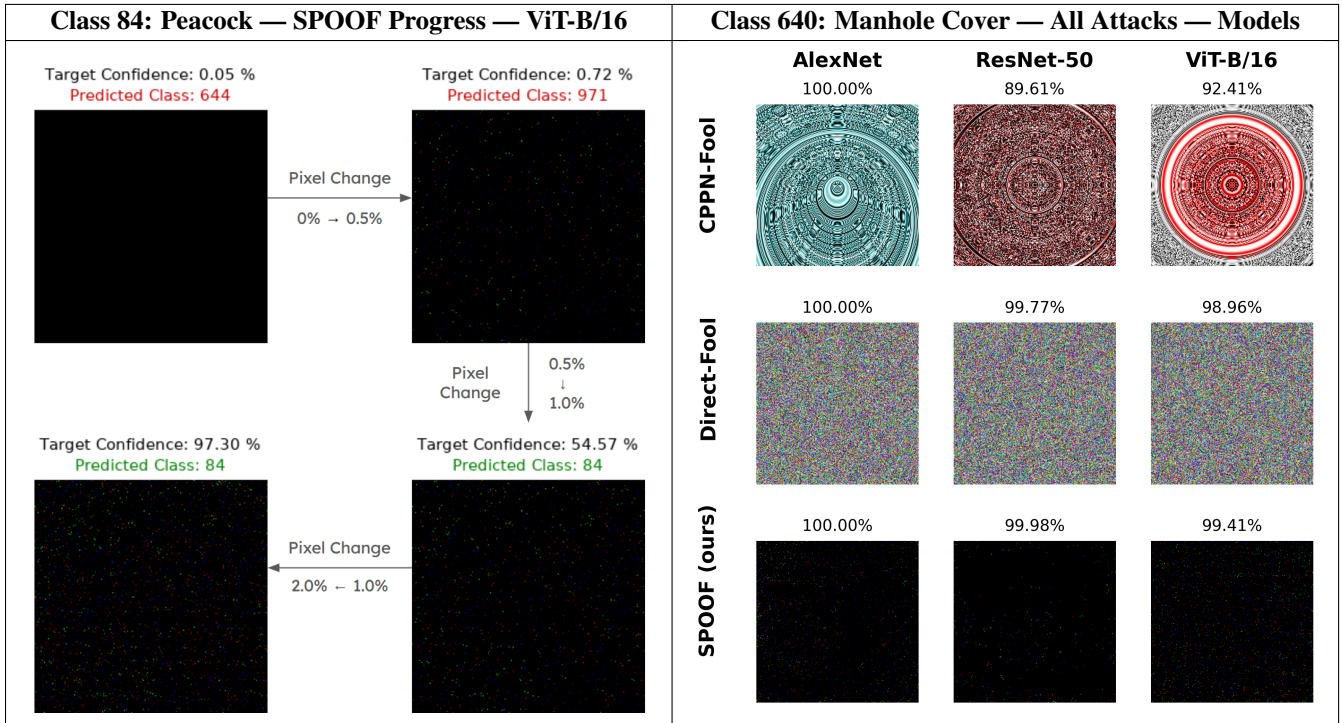 Class 84: Peacock — SPOOF Progress — ViT-B/16
Target Confidence: 0.05 %
Predicted Class: 644
Target Confidence: 0.72 %
Predicted Class: 971
Pixel Change
0% → 0.5%
Pixel
Change
0.5%
↓
1.0%
Target Confidence: 97.30 %
Predicted Class: 84
Target Confidence: 54.57 %
Predicted Class: 84
Pixel Change
2.0% ← 1.0%
Class 640: Manhole Cover — All Attacks — Models
AlexNet
ResNet-50
ViT-B/16
CPPN-Fool
100.00%
89.61%
92.41%
Direct-Fool
100.00%
99.77%
98.96%
SPOOF (ours)
100.00%
99.98%
99.41%